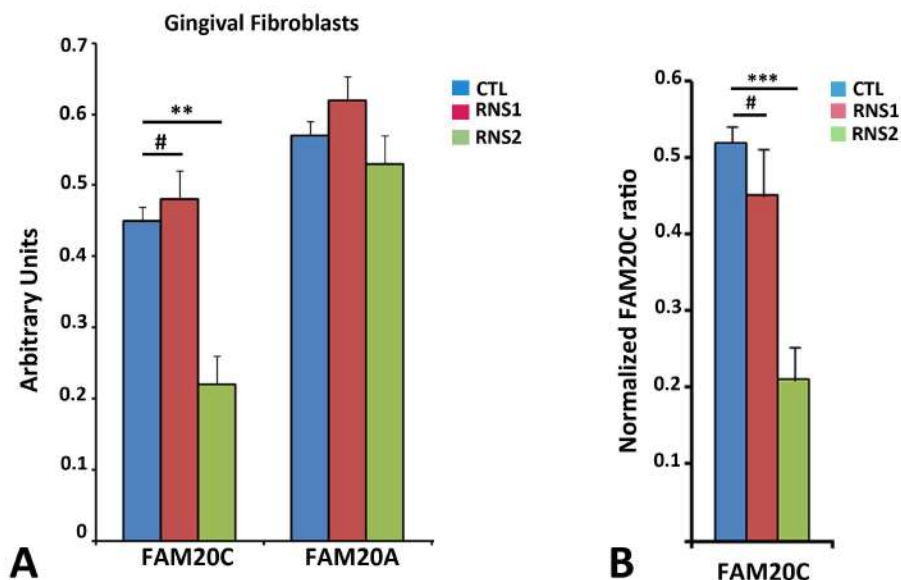 Gingival Fibroblasts
Arbitrary Units
0.7
0.6
0.5
0.4
0.3
0.2
0.1
0
**
#
CTL
RNS1
RNS2
FAM20C
FAM20A
A
Normalized FAM20C ratio
0.6
0.5
0.4
0.3
0.2
0.1
***
#
CTL
RNS1
RNS2
FAM20C
B